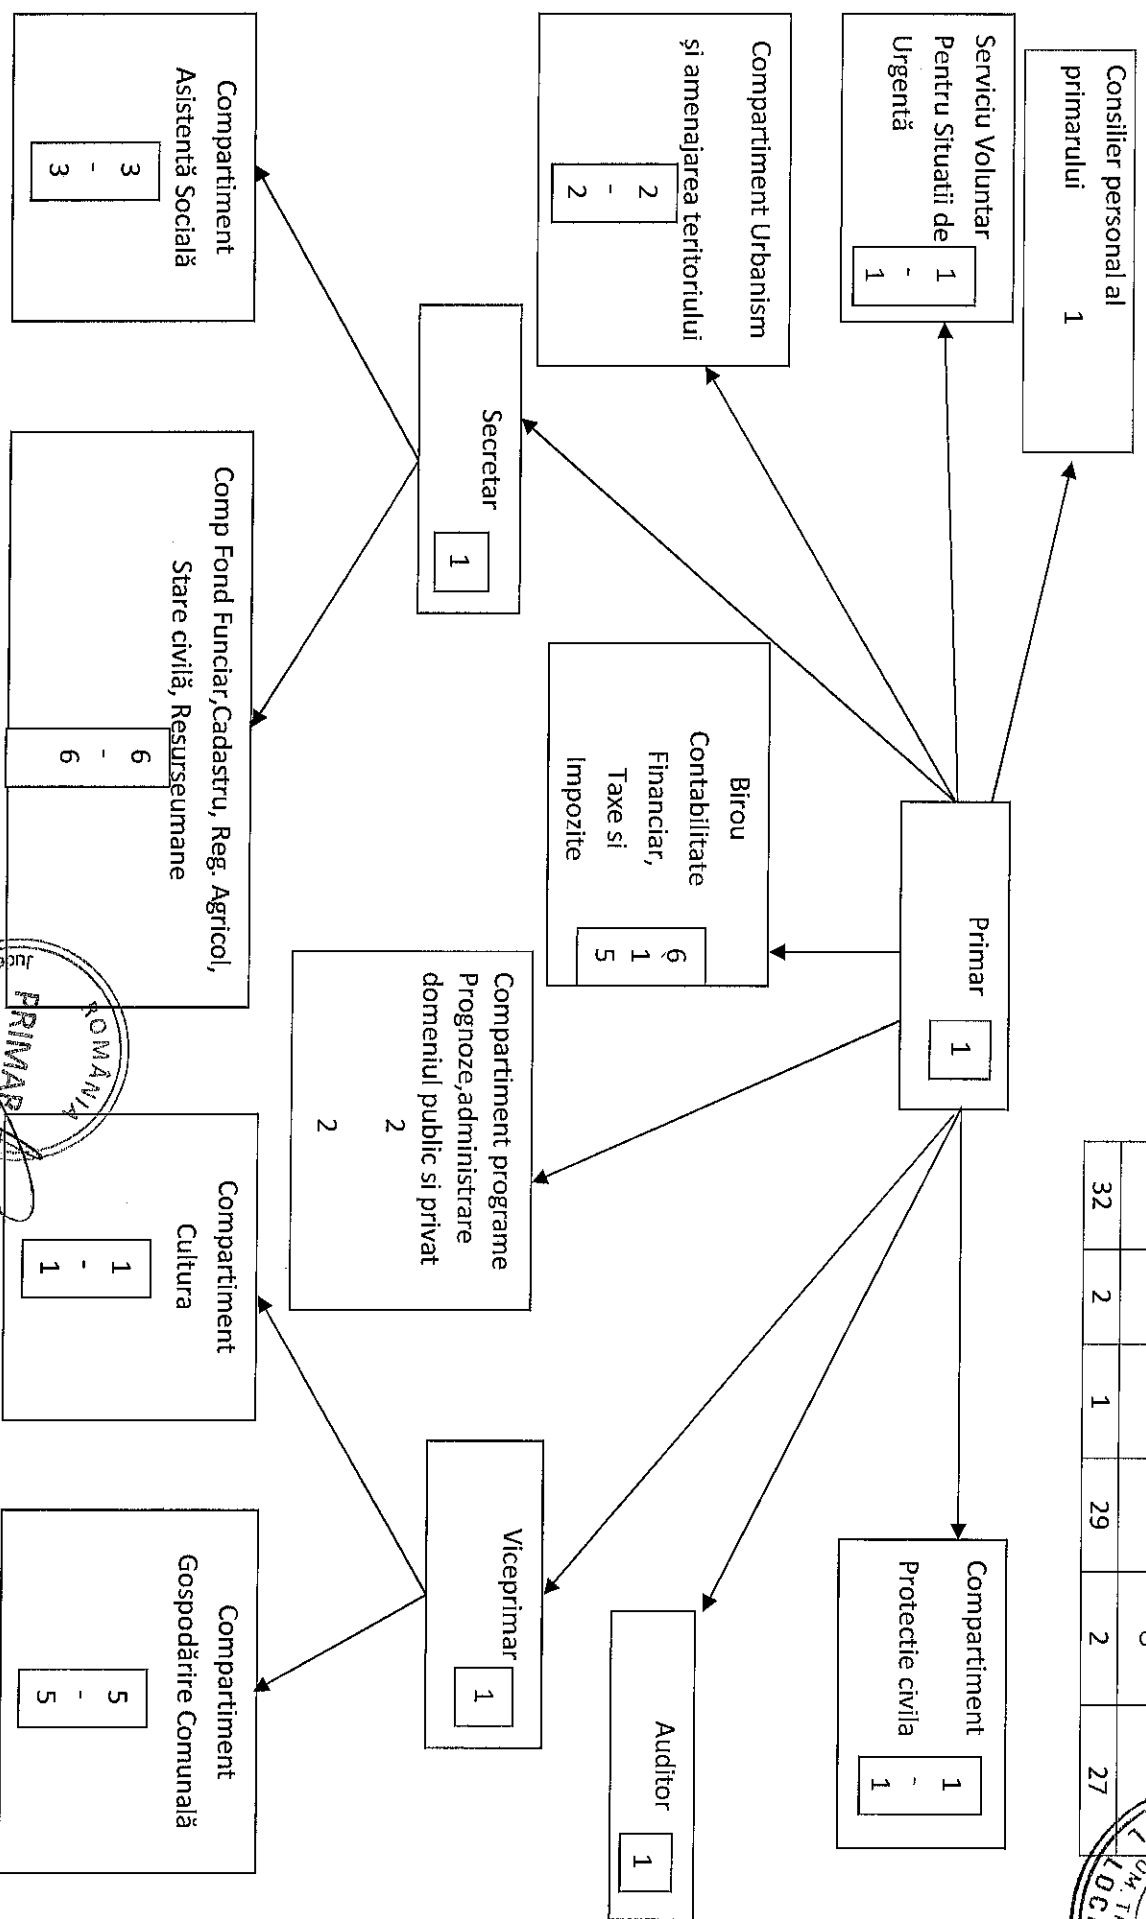 32 2 1 29 2 27
Consilier personal al
primarului 1
Serviciu Voluntar
Pentru Situatii de
Urgentă
1
-
1
Primar 1
Compartiment
Protectie civila
1
-
1
Compartiment Urbanism
și amenajarea teritoriului
2
-
2
Birou
Contabilitate
Financiar,
Taxe si
Impozite
6
1
5
Auditor 1
Secretar 1
Compartiment programe
Prognoze,administrare
domeniul public si privat
2
2
Viceprimar 1
Compartiment
Asistentă Socială
3
-
3
Comp Fond Funciar,Cadastru, Reg. Agricol,
Stare civilă, Resurseumane
6
-
6
Compartiment
Cultura
1
-
1
Compartiment
Gospodărire Comunală
5
-
5
ROMÂNIA
PRIMAR